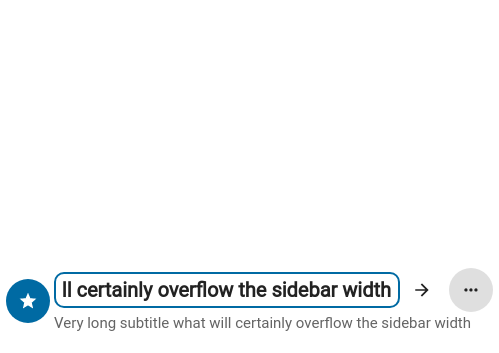 ll certainly overflow the sidebar width
Very long subtitle what will certainly overflow the sidebar width